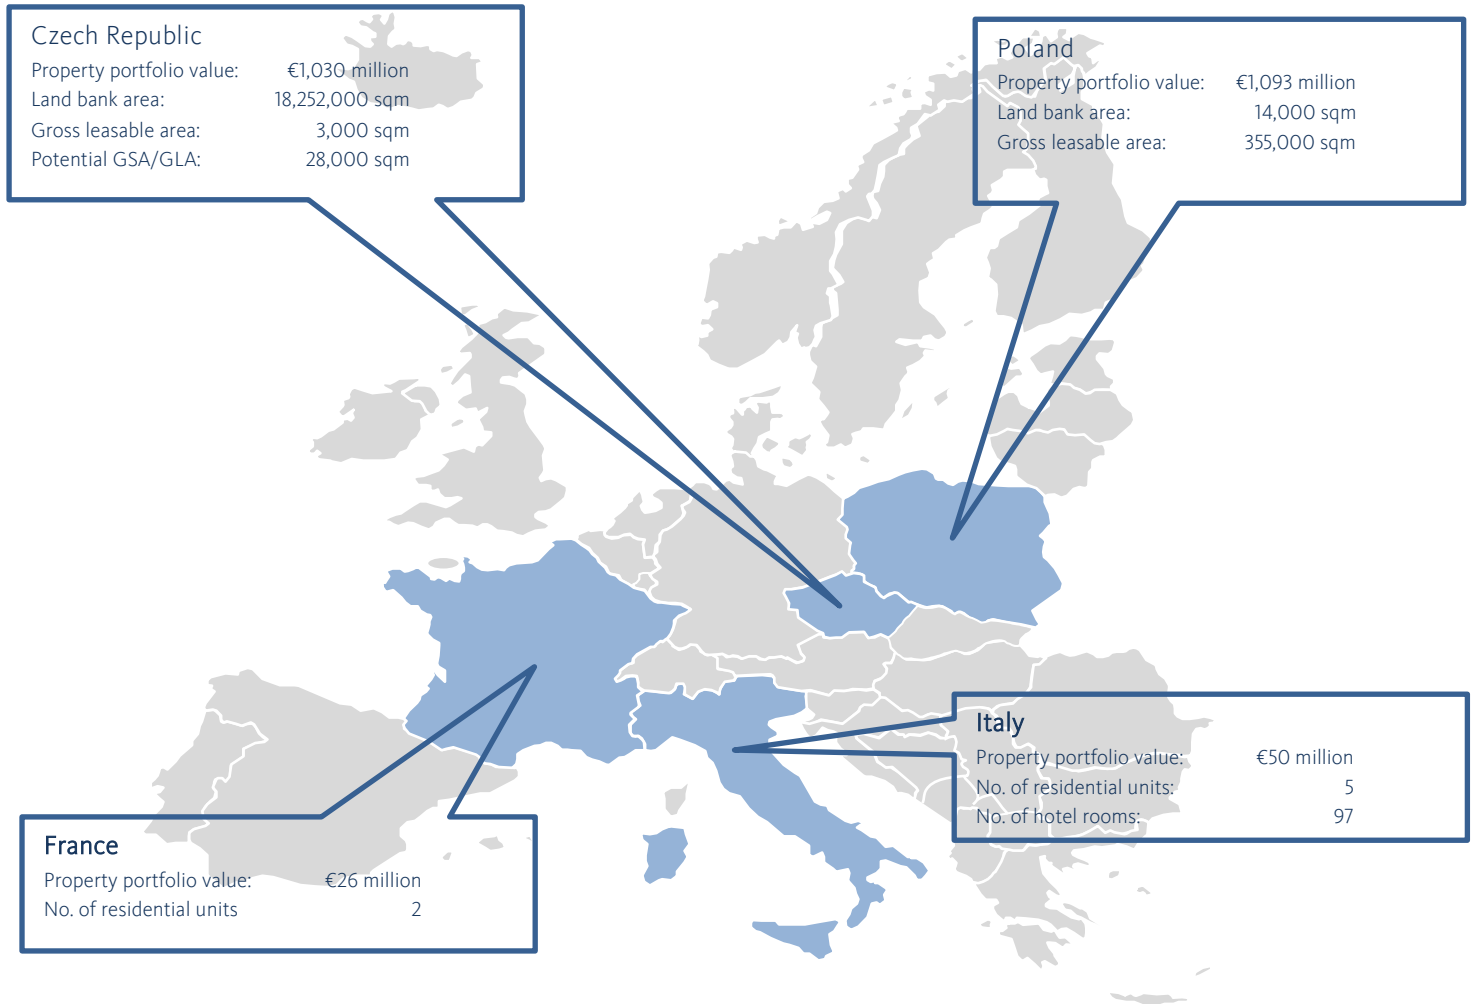 Czech Republic
Property portfolio value: €1,030 million
Land bank area: 18,252,000 sqm
Gross leasable area: 3,000 sqm
Potential GSA/GLA: 28,000 sqm
Poland
Property portfolio value: €1,093 million
Land bank area: 14,000 sqm
Gross leasable area: 355,000 sqm
Italy
Property portfolio value: €50 million
No. of residential units: 5
No. of hotel rooms: 97
France
Property portfolio value: €26 million
No. of residential units 2